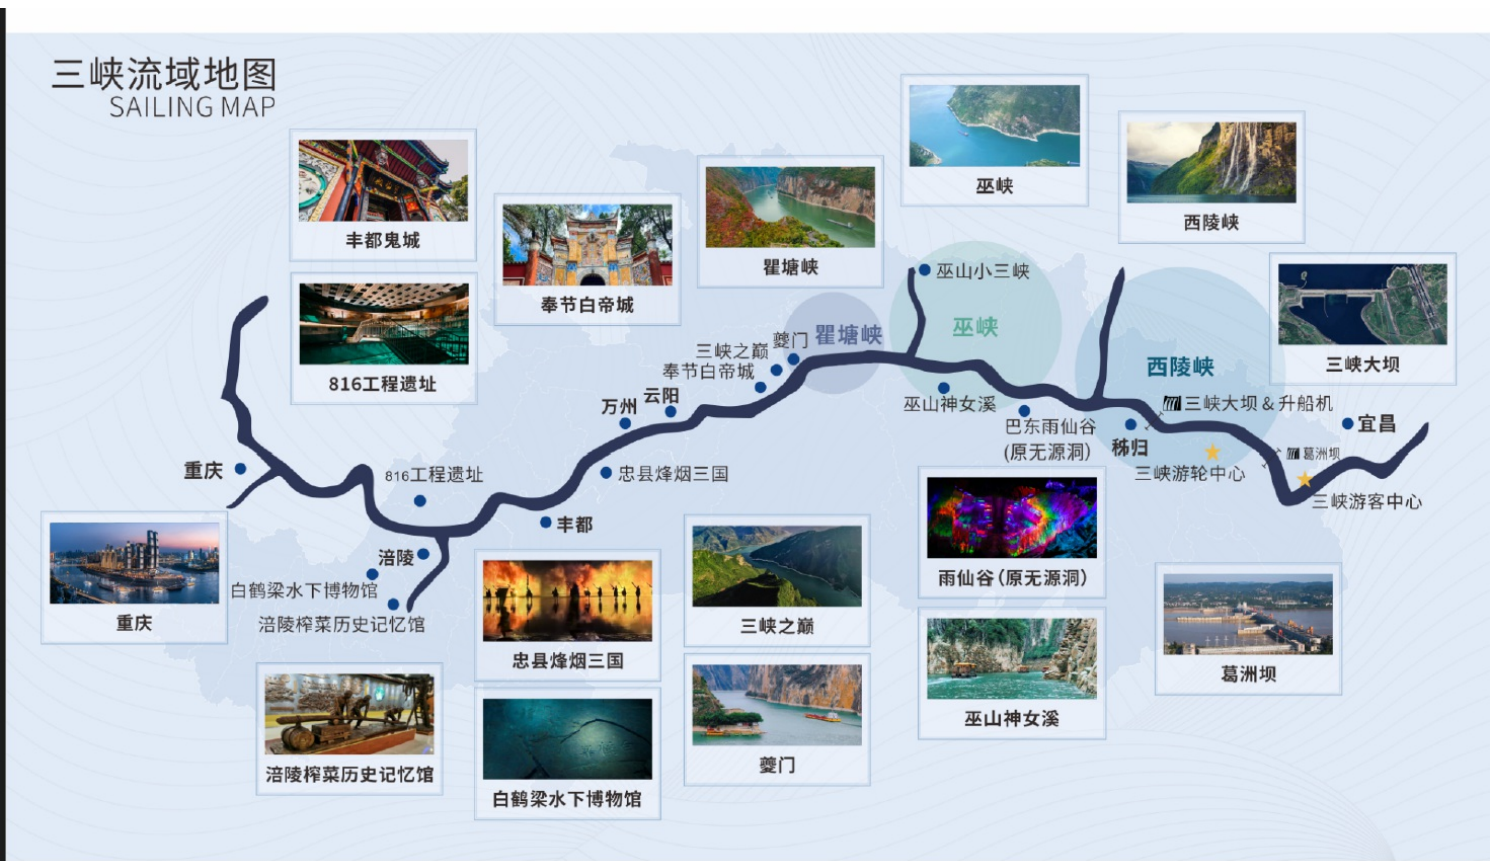 三峡流域地图
SAILING MAP
丰都鬼城
816工程遗址
奉节白帝城
瞿塘峡
巫峡
西陵峡
三峡大坝
巫山小三峡
瞿塘峡
巫峡
西陵峡
夔门
三峡之巅
奉节白帝城
云阳
万州
巫山神女溪
巴东雨仙谷
(原无源洞)
秭归
三峡大坝&升船机
宜昌
葛洲坝
三峡游轮中心
三峡游客中心
重庆
816工程遗址
忠县烽烟三国
丰都
涪陵
白鹤梁水下博物馆
涪陵榨菜历史记忆馆
重庆
忠县烽烟三国
三峡之巅
雨仙谷(原无源洞)
葛洲坝
涪陵榨菜历史记忆馆
白鹤梁水下博物馆
夔门
巫山神女溪